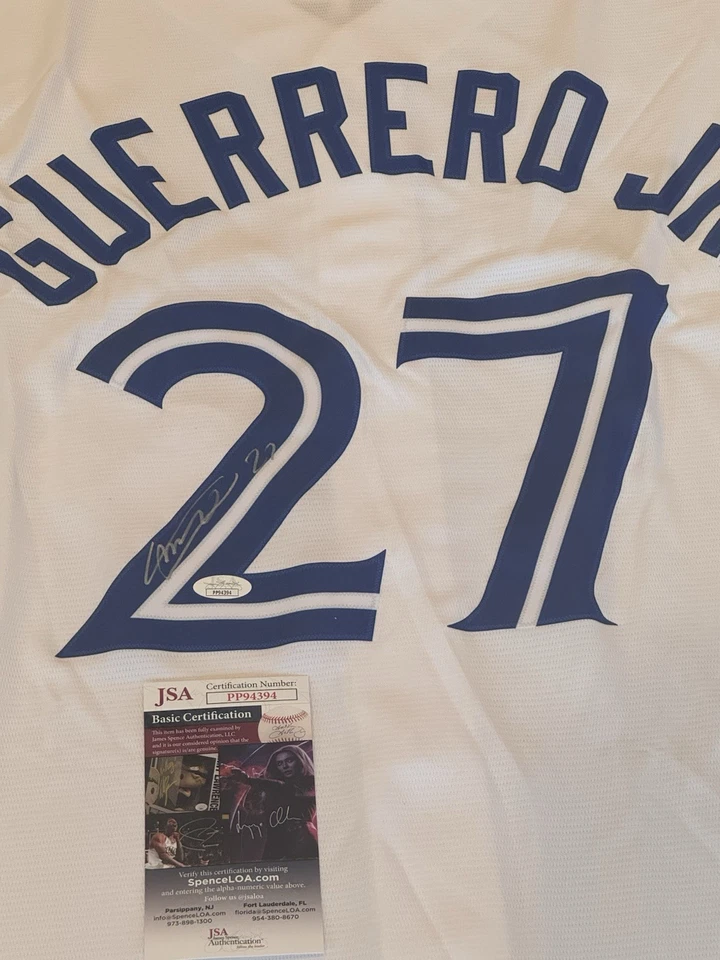 GUERRERO JR
27
27
PP94394
JSA
Certification Number:
PP94394
Basic Certification
This item has been fully examined by
James Spence Authentication, LLC
and it is our considered opinion that the
signature(s) is/are genuine.
Verify this certification by visiting
SpenceLOA.com
and entering the alpha-numeric value above.
Follow us @jsaloa
Parsippany, NJ
info@SpenceLOA.com
973-898-1300
Fort Lauderdale, FL
florida@SpenceLOA.com
954-380-8670
JSA
Authentication